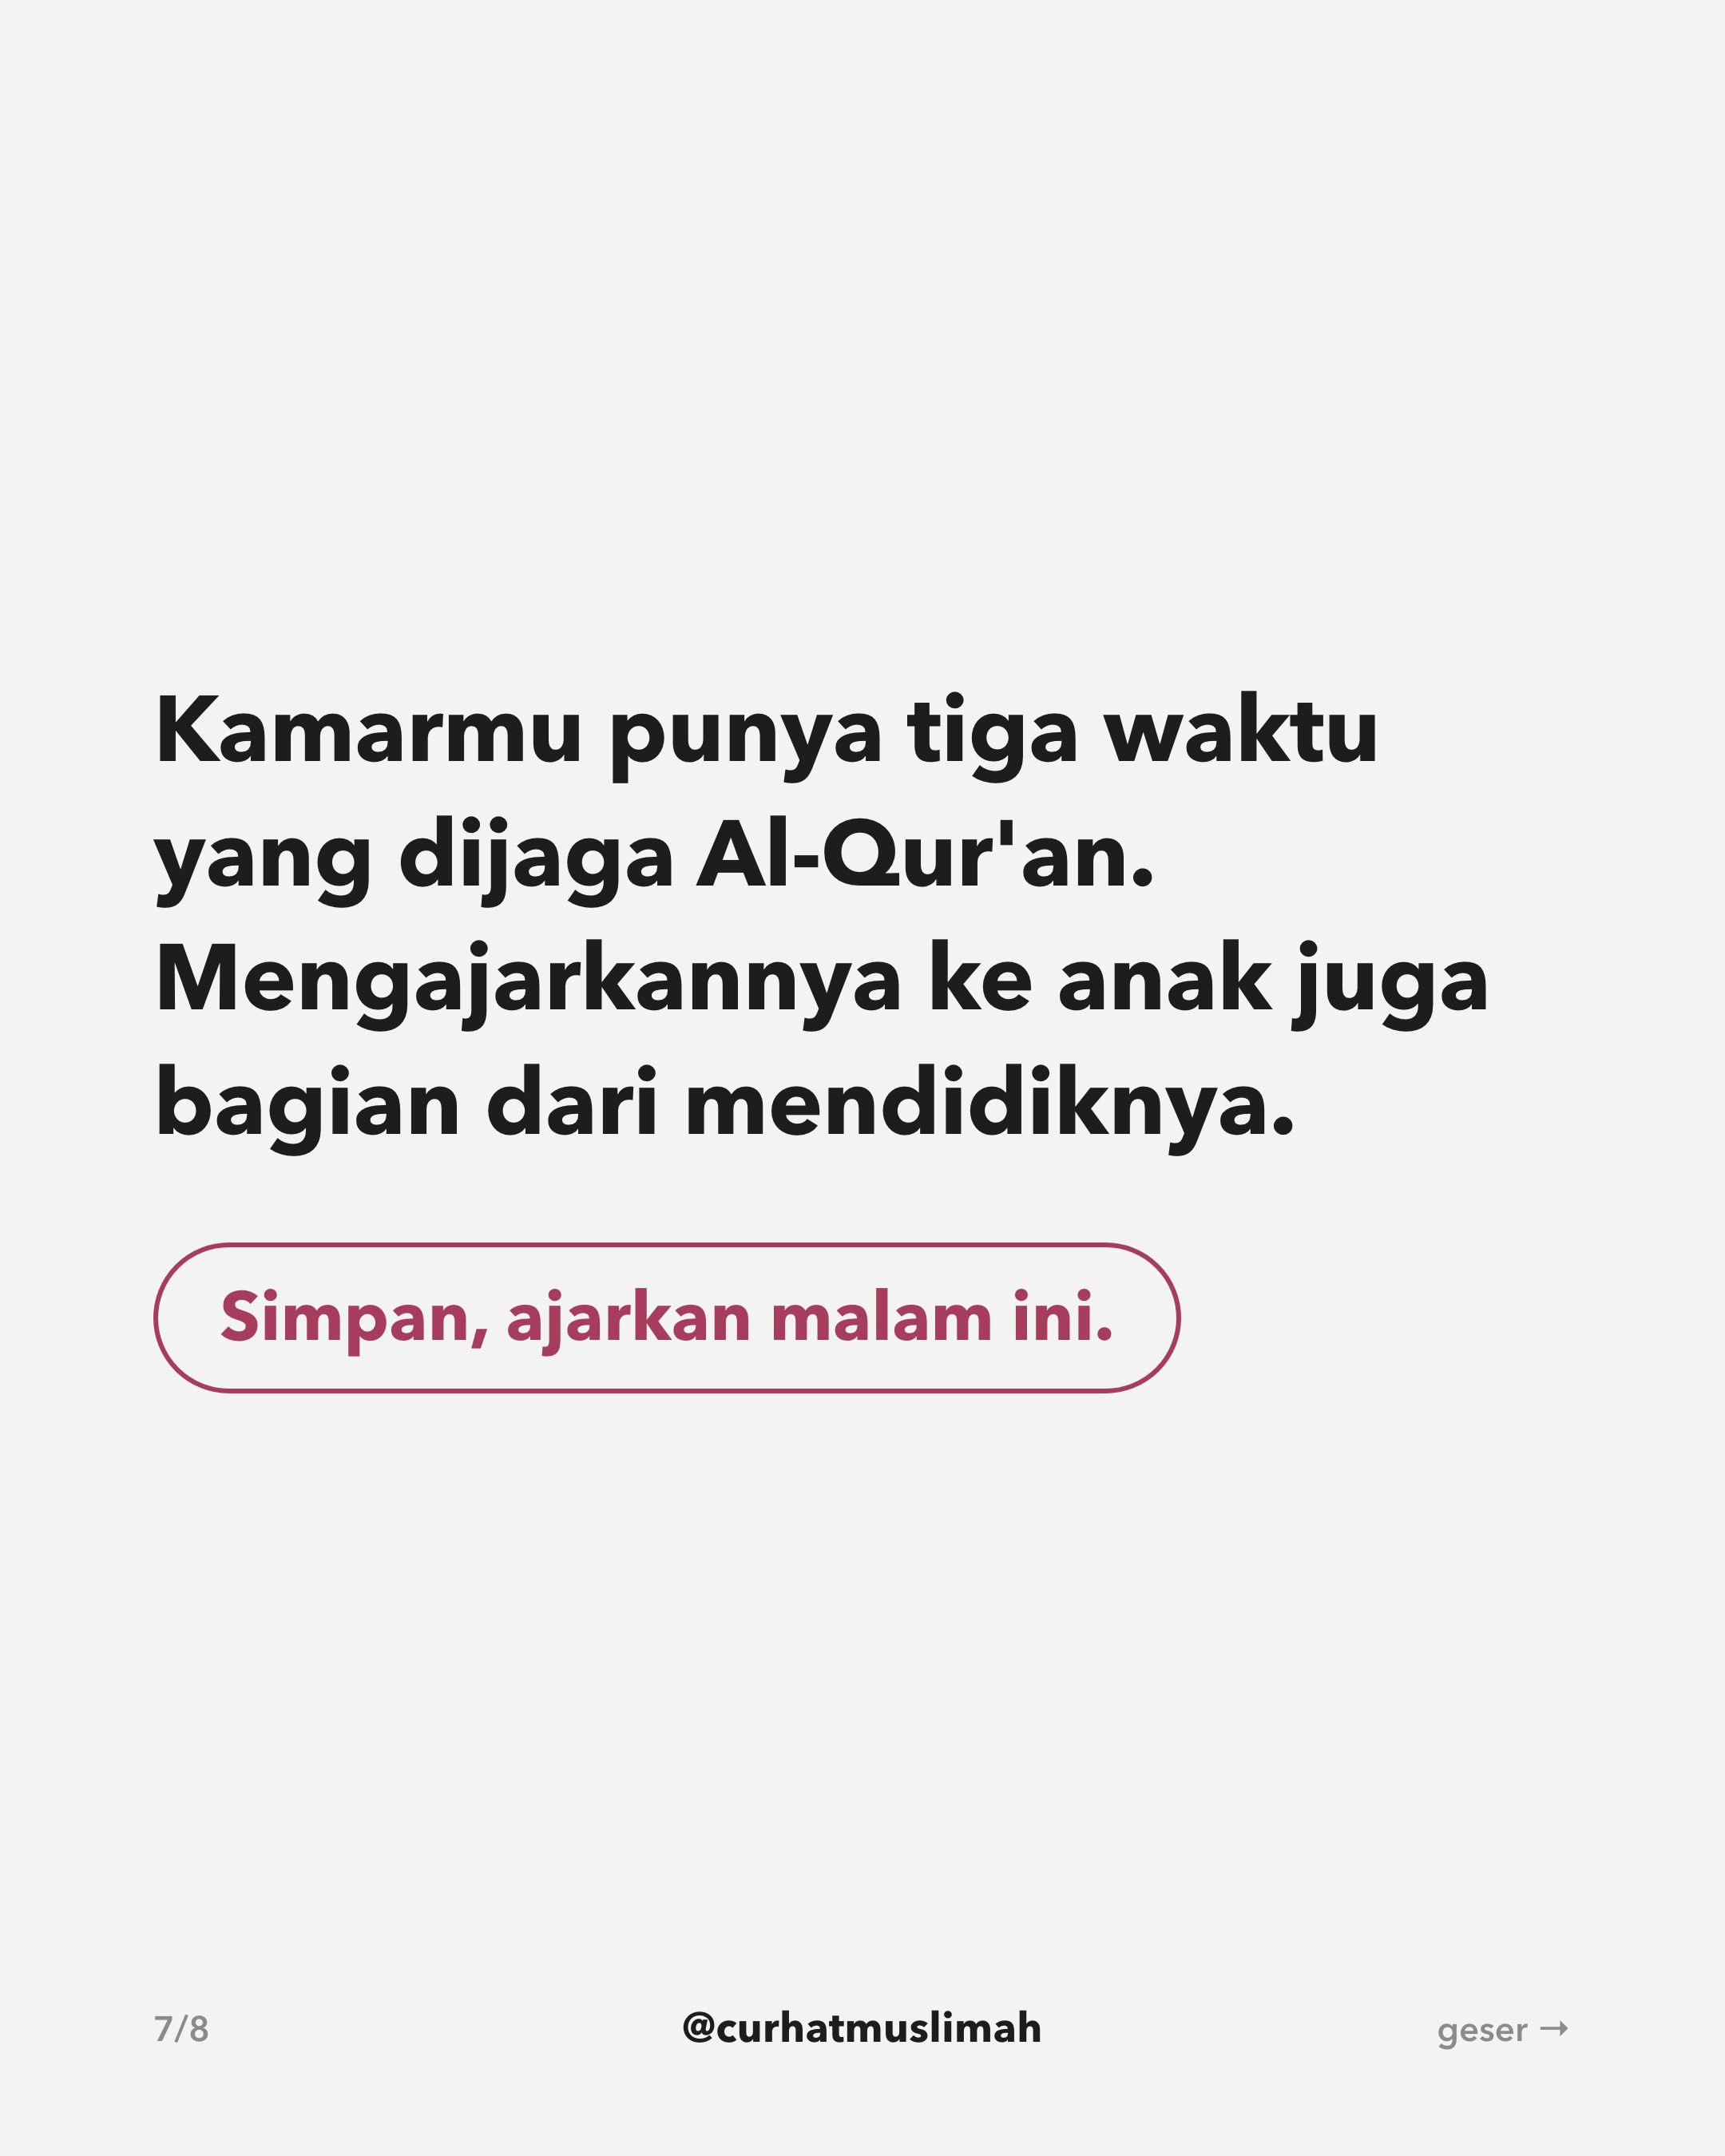 Kamarmu punya tiga waktu
yang dijaga Al-Qur'an.
Mengajarkannya ke anak juga
bagian dari mendidiknya.
Simpan, ajarkan malam ini.
7/8
@curhatmuslimah
geser →